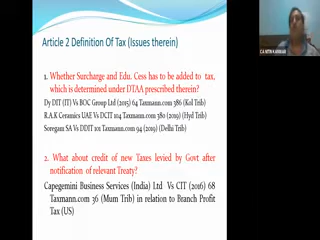 Article 2 Definition Of Tax (Issues therein)
1. Whether Surcharge and Edu. Cess has to be added to tax,
which is determined under DTAA prescribed therein?
Dy DIT (IT) Vs BOC Group Ltd (2015) 64 Taxmann.com 386 (Kol Trib)
R.A.K Ceramics UAE Vs DCIT 104 Taxmann.com 380 (2019) (Hyd Trib)
Soregam SA Vs DDIT 101 Taxmann.com 94 (2019) (Delhi Trib)
2. What about credit of new Taxes levied by Govt after
notification of relevant Treaty?
Capegemini Business Services (India) Ltd Vs CIT (2016) 68
Taxmann.com 36 (Mum Trib) in relation to Branch Profit
Tax (US)